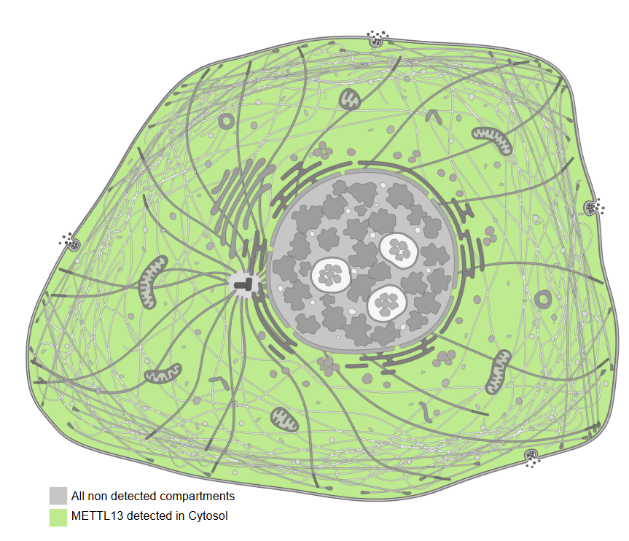 All non detected compartments
METTL13 detected in Cytosol